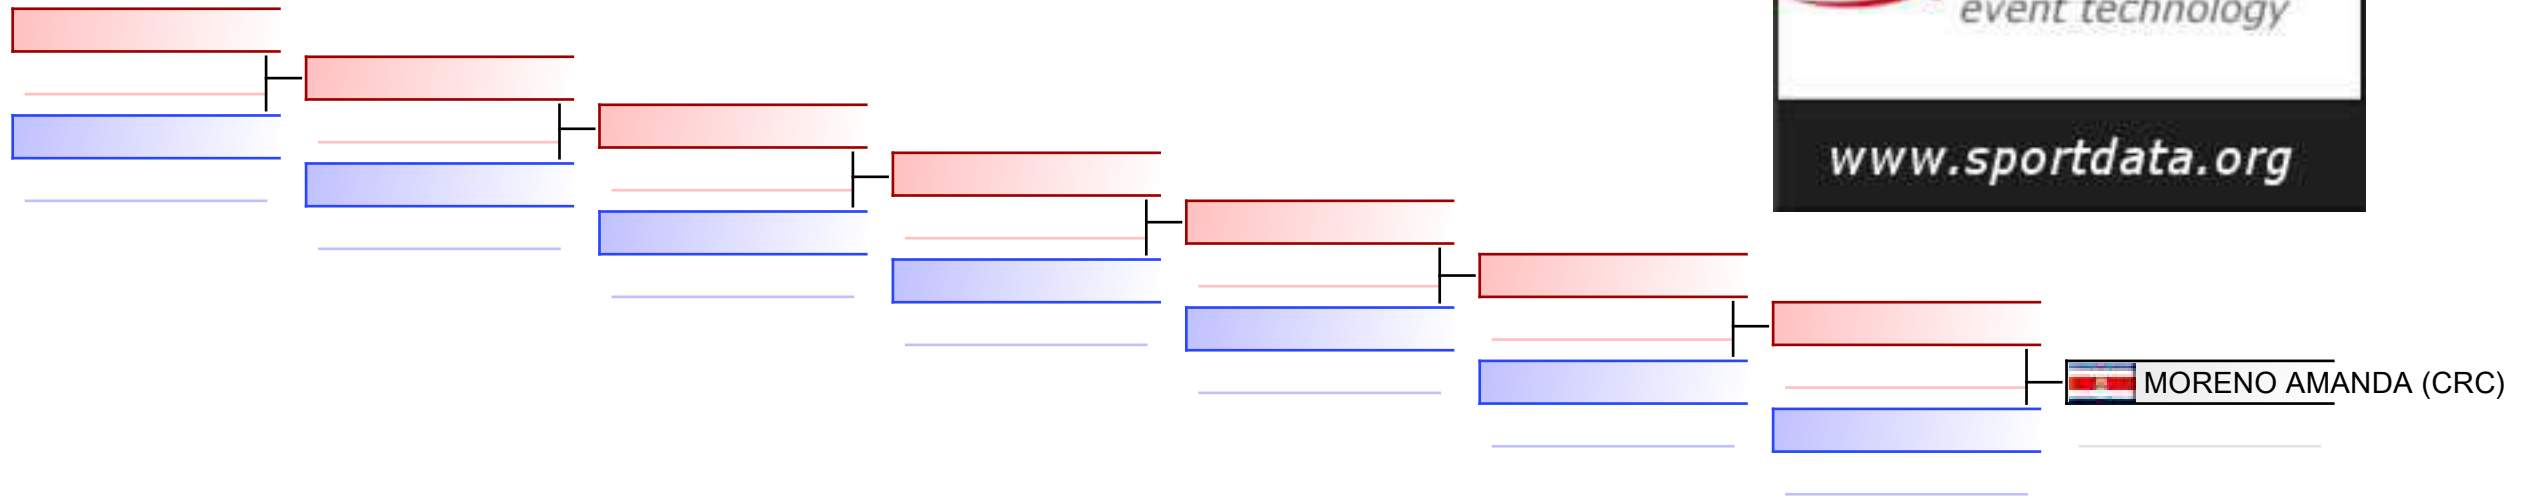 event technology
www.sportdata.org
MORENO AMANDA (CRC)